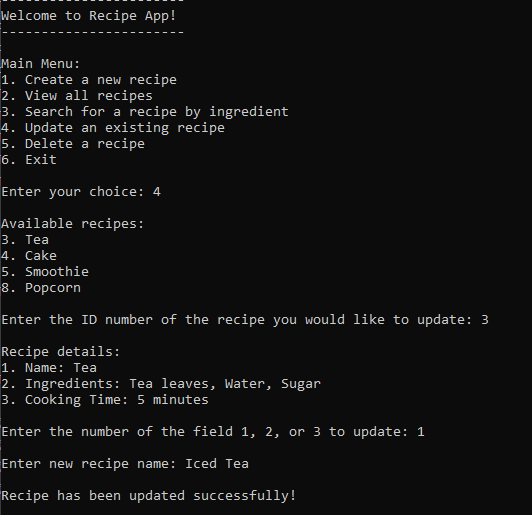 -----------------------
Welcome to Recipe App!
-----------------------
Main Menu:
1. Create a new recipe
2. View all recipes
3. Search for a recipe by ingredient
4. Update an existing recipe
5. Delete a recipe
6. Exit
Enter your choice: 4
Available recipes:
3. Tea
4. Cake
5. Smoothie
8. Popcorn
Enter the ID number of the recipe you would like to update: 3
Recipe details:
1. Name: Tea
2. Ingredients: Tea leaves, Water, Sugar
3. Cooking Time: 5 minutes
Enter the number of the field 1, 2, or 3 to update: 1
Enter new recipe name: Iced Tea
Recipe has been updated successfully!